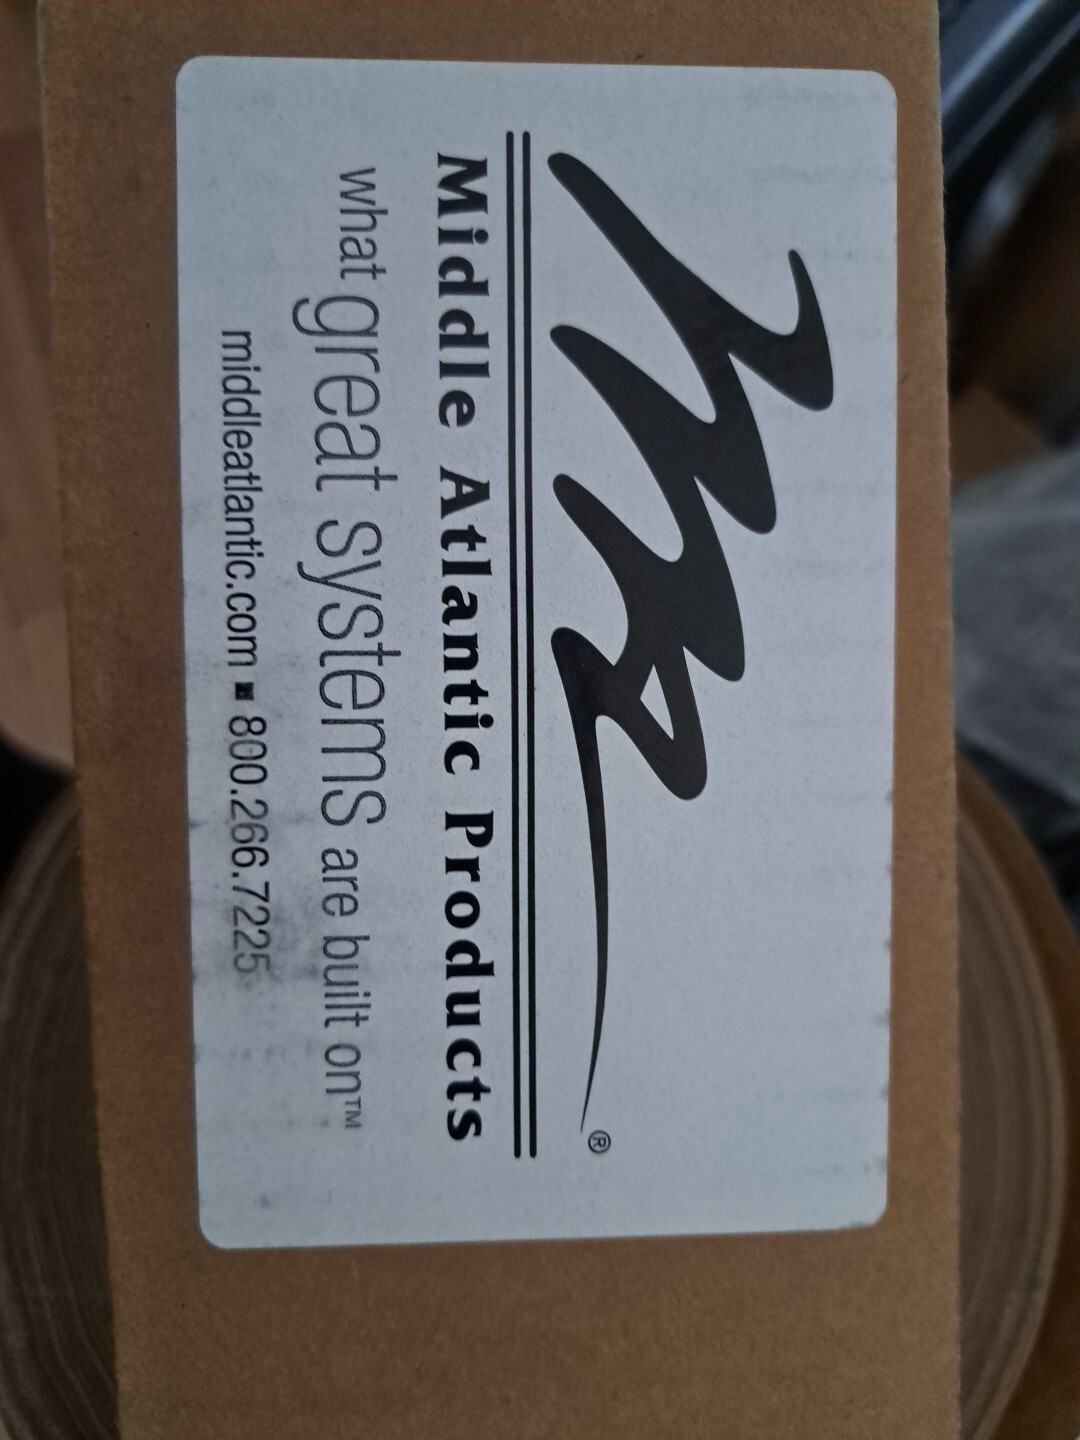 ®
Middle Atlantic Products
what great systems are built on™
middleatlantic.com ▪ 800.266.7225